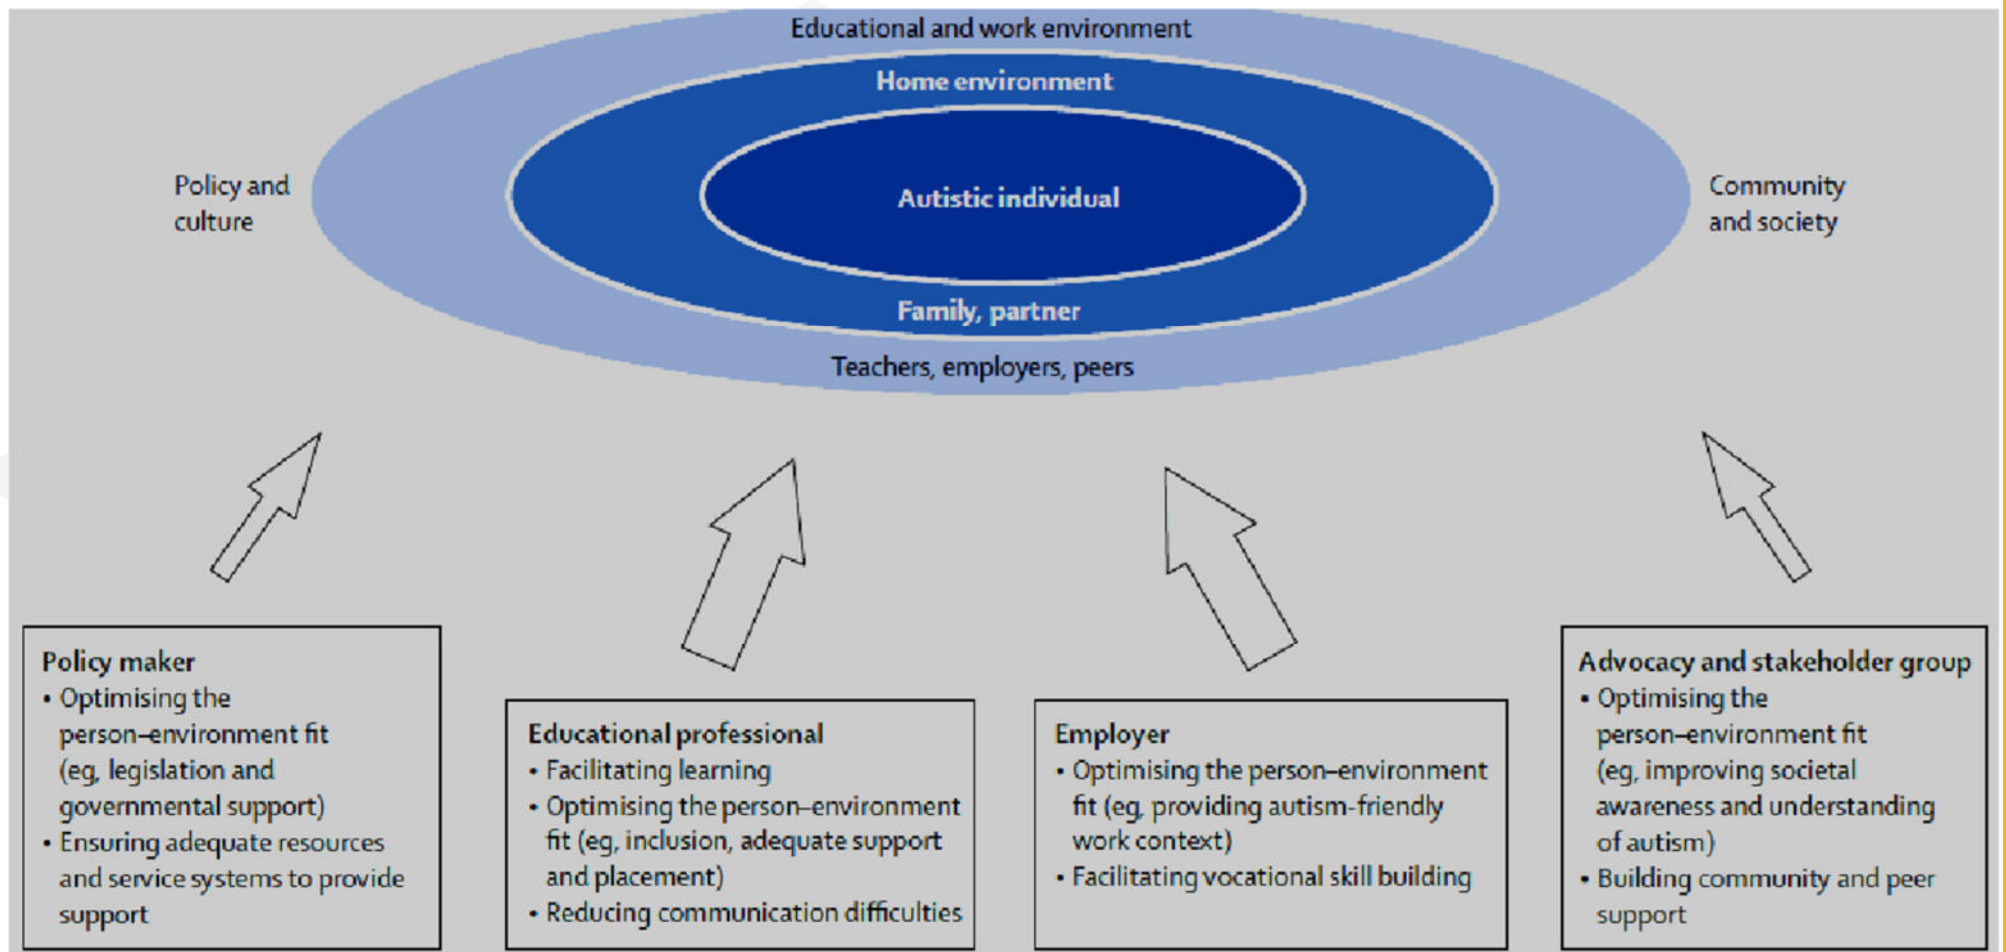 Educational and work environment
Home environment
Autistic individual
Policy and
culture
Community
and society
Family, partner
Teachers, employers, peers
Policy maker
• Optimising the
person–environment fit
(eg, legislation and
governmental support)
• Ensuring adequate resources
and service systems to provide
support
Educational professional
• Facilitating learning
• Optimising the person–environment
fit (eg, inclusion, adequate support
and placement)
• Reducing communication difficulties
Employer
• Optimising the person–environment
fit (eg, providing autism-friendly
work context)
• Facilitating vocational skill building
Advocacy and stakeholder group
• Optimising the
person–environment fit
(eg, improving societal
awareness and understanding
of autism)
• Building community and peer
support